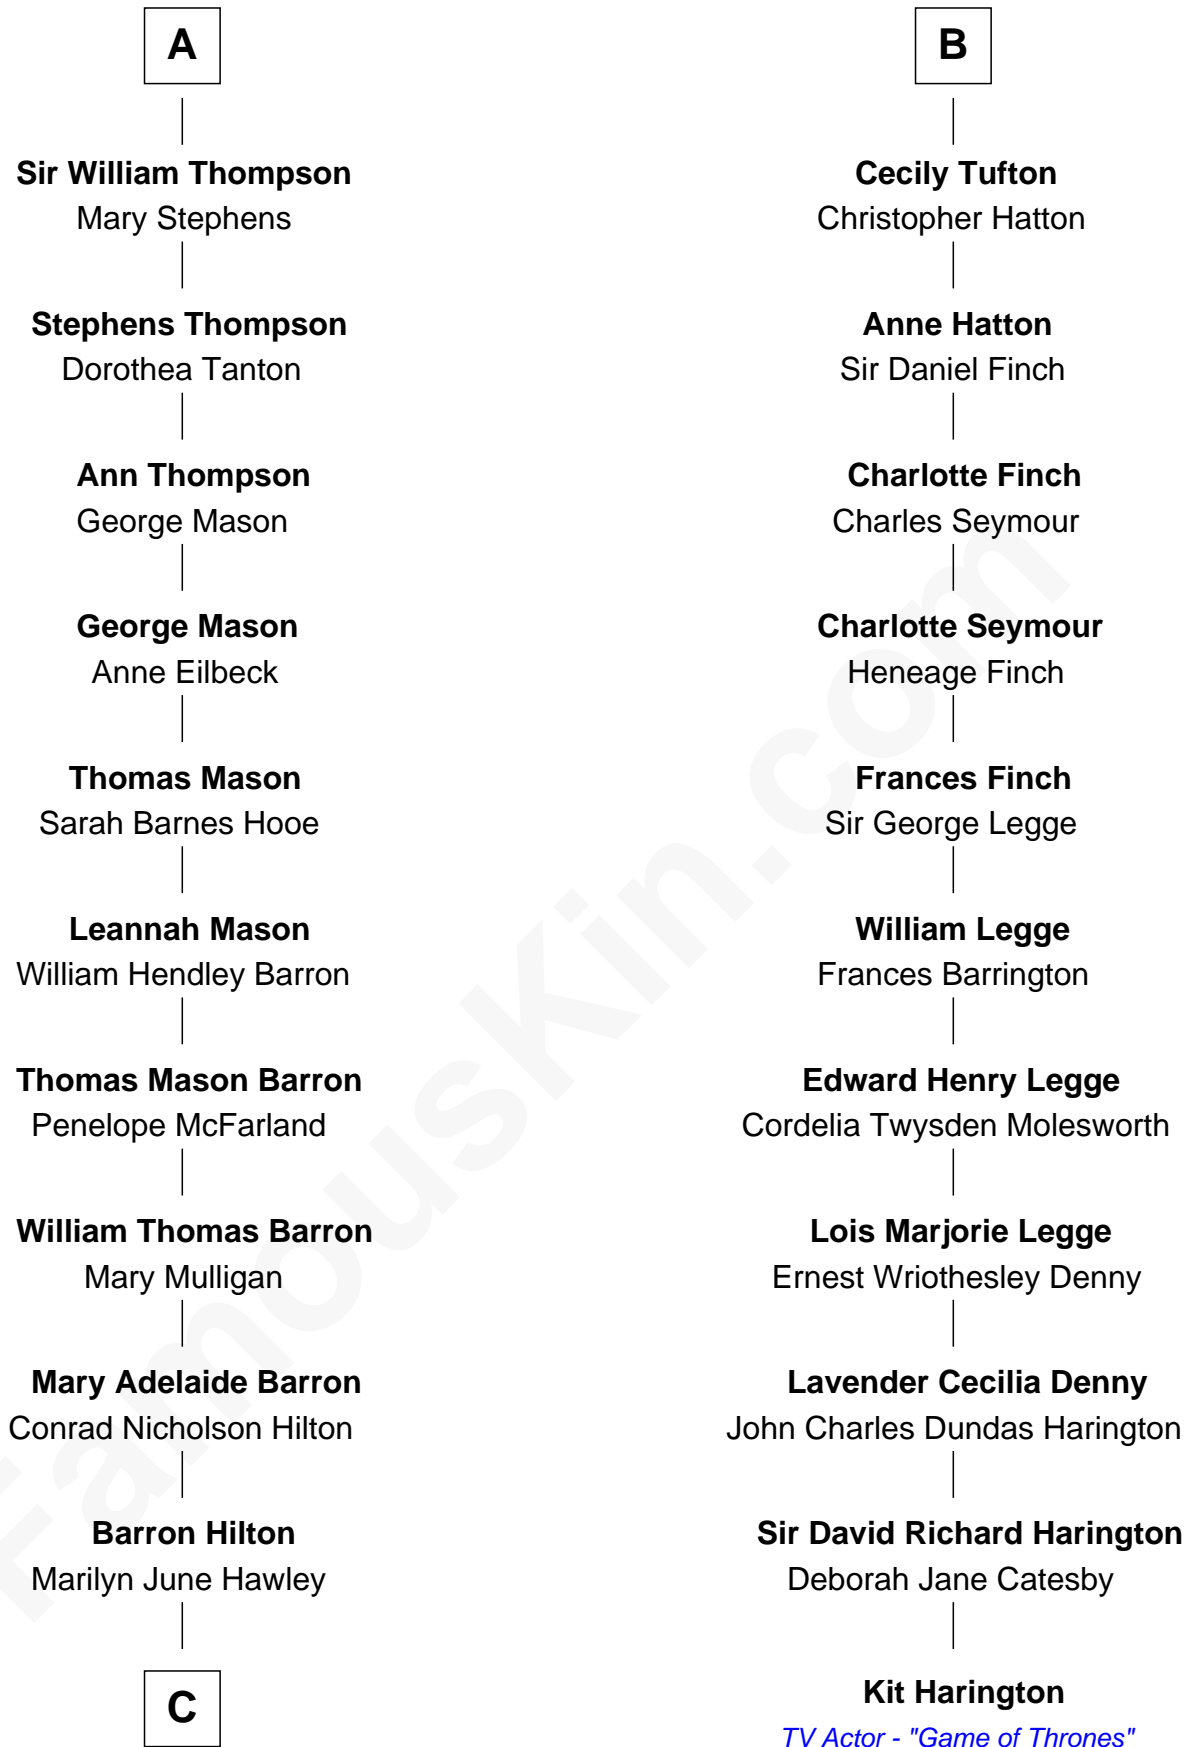 A
Sir William Thompson
Mary Stephens
Stephens Thompson
Dorothea Tanton
Ann Thompson
George Mason
George Mason
Anne Eilbeck
Thomas Mason
Sarah Barnes Hooe
Leannah Mason
William Hendley Barron
Thomas Mason Barron
Penelope McFarland
William Thomas Barron
Mary Mulligan
Mary Adelaide Barron
Conrad Nicholson Hilton
Barron Hilton
Marilyn June Hawley
C
B
Cecily Tufton
Christopher Hatton
Anne Hatton
Sir Daniel Finch
Charlotte Finch
Charles Seymour
Charlotte Seymour
Heneage Finch
Frances Finch
Sir George Legge
William Legge
Frances Barrington
Edward Henry Legge
Cordelia Twysden Molesworth
Lois Marjorie Legge
Ernest Wriothesley Denny
Lavender Cecilia Denny
John Charles Dundas Harington
Sir David Richard Harington
Deborah Jane Catesby
Kit Harington
TV Actor - "Game of Thrones"
FamousKin.com